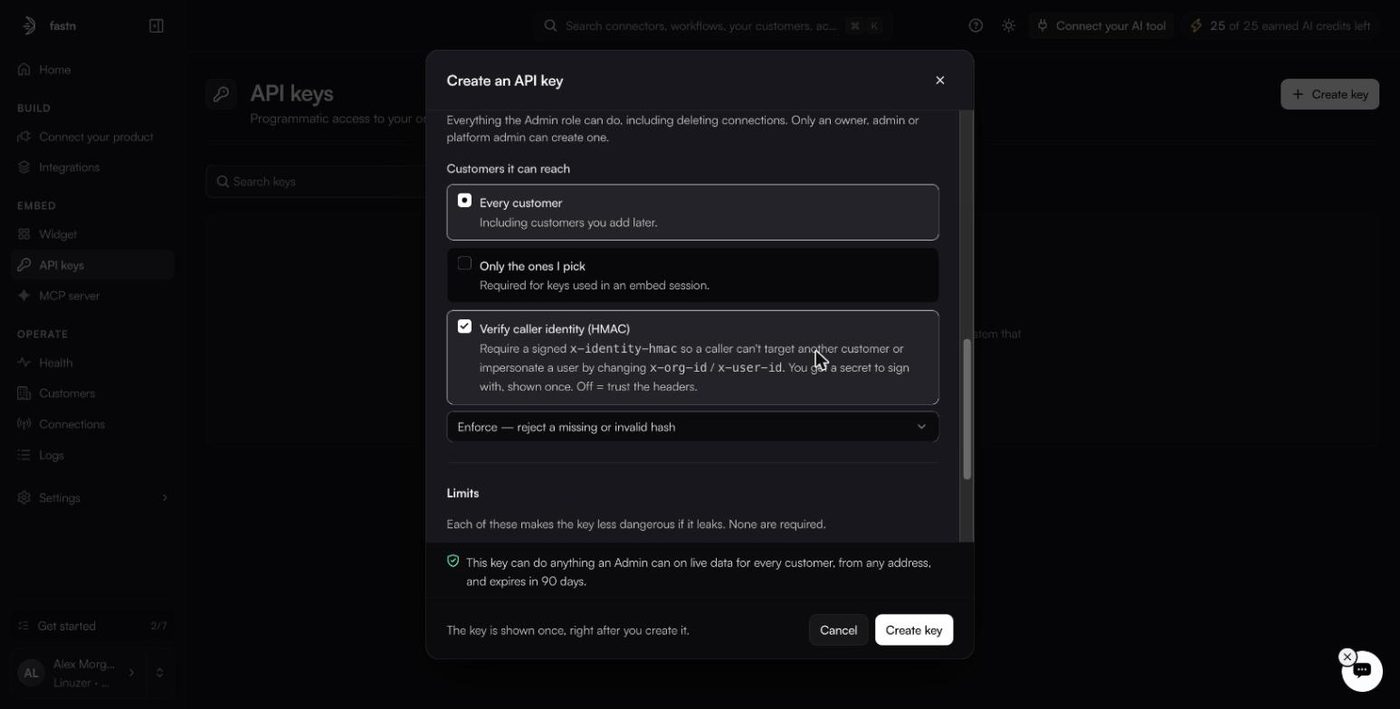 fastn
Search connectors, workflows, your customers, ac... ⌘ K
Connect your AI tool
25 of 25 earned AI credits left
Home
BUILD
Connect your product
Integrations
EMBED
Widget
API keys
MCP server
OPERATE
Health
Customers
Connections
Logs
Settings
Get started 2/7
AL
Alex Morg...
Linuzer · ...
API keys
Programmatic access to your
Create key
Search keys
Create an API key
Everything the Admin role can do, including deleting connections. Only an owner, admin or
platform admin can create one.
Customers it can reach
Every customer
Including customers you add later.
Only the ones I pick
Required for keys used in an embed session.
Verify caller identity (HMAC)
Require a signed x-identity-hmac so a caller can't target another customer or
impersonate a user by changing x-org-id / x-user-id. You get a secret to sign
with, shown once. Off = trust the headers.
Enforce — reject a missing or invalid hash
Limits
Each of these makes the key less dangerous if it leaks. None are required.
This key can do anything an Admin can on live data for every customer, from any address,
and expires in 90 days.
The key is shown once, right after you create it.
Cancel
Create key
that